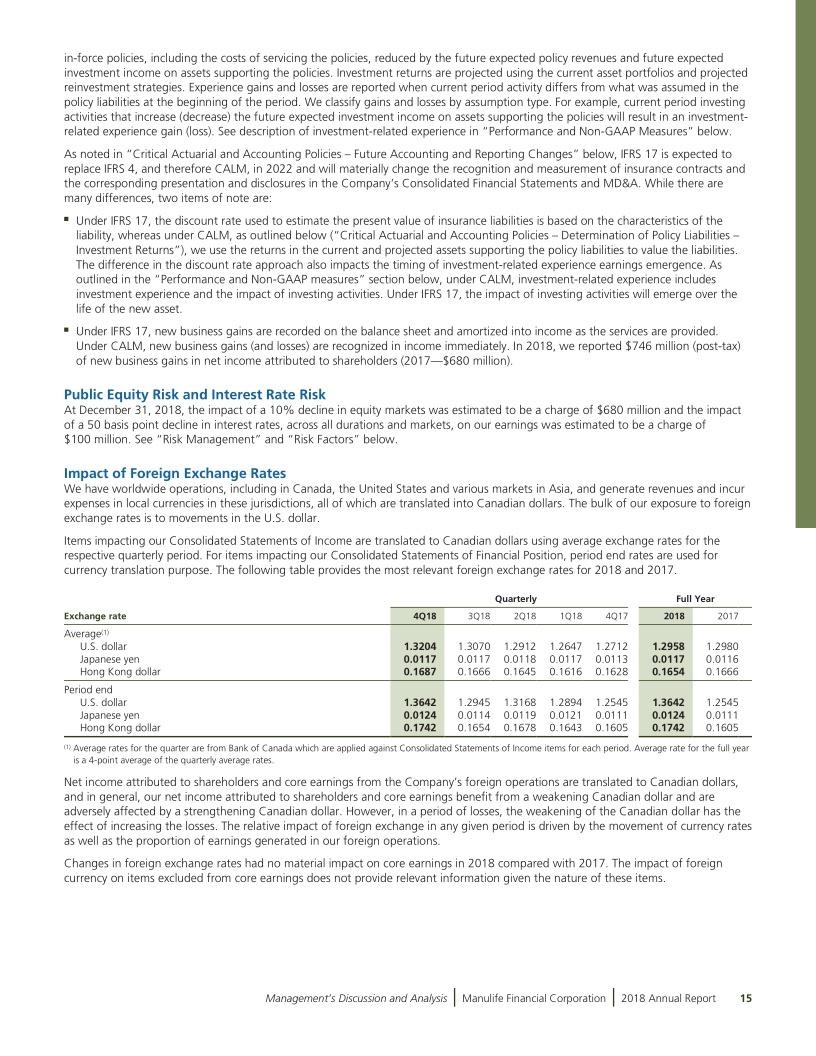 in-force policies, including the costs of servicing the policies, reduced by the future expected policy revenues and future expected
investment income on assets supporting the policies. Investment returns are projected using the current asset portfolios and projected
reinvestment strategies. Experience gains and losses are reported when current period activity differs from what was assumed in the
policy liabilities at the beginning of the period. We classify gains and losses by assumption type. For example, current period investing
activities that increase (decrease) the future expected investment income on assets supporting the policies will result in an investment-
related experience gain (loss). See description of investment-related experience in “Performance and Non-GAAP Measures” below.
As noted in “Critical Actuarial and Accounting Policies – Future Accounting and Reporting Changes” below, IFRS 17 is expected to
replace IFRS 4, and therefore CALM, in 2022 and will materially change the recognition and measurement of insurance contracts and
the corresponding presentation and disclosures in the Company’s Consolidated Financial Statements and MD&A. While there are
many differences, two items of note are:
▪ Under IFRS 17, the discount rate used to estimate the present value of insurance liabilities is based on the characteristics of the
liability, whereas under CALM, as outlined below (“Critical Actuarial and Accounting Policies – Determination of Policy Liabilities –
Investment Returns”), we use the returns in the current and projected assets supporting the policy liabilities to value the liabilities.
The difference in the discount rate approach also impacts the timing of investment-related experience earnings emergence. As
outlined in the “Performance and Non-GAAP measures” section below, under CALM, investment-related experience includes
investment experience and the impact of investing activities. Under IFRS 17, the impact of investing activities will emerge over the
life of the new asset.
▪ Under IFRS 17, new business gains are recorded on the balance sheet and amortized into income as the services are provided.
Under CALM, new business gains (and losses) are recognized in income immediately. In 2018, we reported $746 million (post-tax)
of new business gains in net income attributed to shareholders (2017—$680 million).
Public Equity Risk and Interest Rate Risk
At December 31, 2018, the impact of a 10% decline in equity markets was estimated to be a charge of $680 million and the impact
of a 50 basis point decline in interest rates, across all durations and markets, on our earnings was estimated to be a charge of
$100 million. See “Risk Management” and “Risk Factors” below.
Impact of Foreign Exchange Rates
We have worldwide operations, including in Canada, the United States and various markets in Asia, and generate revenues and incur
expenses in local currencies in these jurisdictions, all of which are translated into Canadian dollars. The bulk of our exposure to foreign
exchange rates is to movements in the U.S. dollar.
Items impacting our Consolidated Statements of Income are translated to Canadian dollars using average exchange rates for the
respective quarterly period. For items impacting our Consolidated Statements of Financial Position, period end rates are used for
currency translation purpose. The following table provides the most relevant foreign exchange rates for 2018 and 2017.
Quarterly Full Year
Exchange rate 4Q18 3Q18 2Q18 1Q18 4Q17 2018 2017
Average(1)
U.S. dollar 1.3204 1.3070 1.2912 1.2647 1.2712 1.2958 1.2980
Japanese yen 0.0117 0.0117 0.0118 0.0117 0.0113 0.0117 0.0116
Hong Kong dollar 0.1687 0.1666 0.1645 0.1616 0.1628 0.1654 0.1666
Period end
U.S. dollar 1.3642 1.2945 1.3168 1.2894 1.2545 1.3642 1.2545
Japanese yen 0.0124 0.0114 0.0119 0.0121 0.0111 0.0124 0.0111
Hong Kong dollar 0.1742 0.1654 0.1678 0.1643 0.1605 0.1742 0.1605
(1) Average rates for the quarter are from Bank of Canada which are applied against Consolidated Statements of Income items for each period. Average rate for the full year
is a 4-point average of the quarterly average rates.
Net income attributed to shareholders and core earnings from the Company’s foreign operations are translated to Canadian dollars,
and in general, our net income attributed to shareholders and core earnings benefit from a weakening Canadian dollar and are
adversely affected by a strengthening Canadian dollar. However, in a period of losses, the weakening of the Canadian dollar has the
effect of increasing the losses. The relative impact of foreign exchange in any given period is driven by the movement of currency rates
as well as the proportion of earnings generated in our foreign operations.
Changes in foreign exchange rates had no material impact on core earnings in 2018 compared with 2017. The impact of foreign
currency on items excluded from core earnings does not provide relevant information given the nature of these items.
Management’s Discussion and Analysis | Manulife Financial Corporation | 2018 Annual Report 15